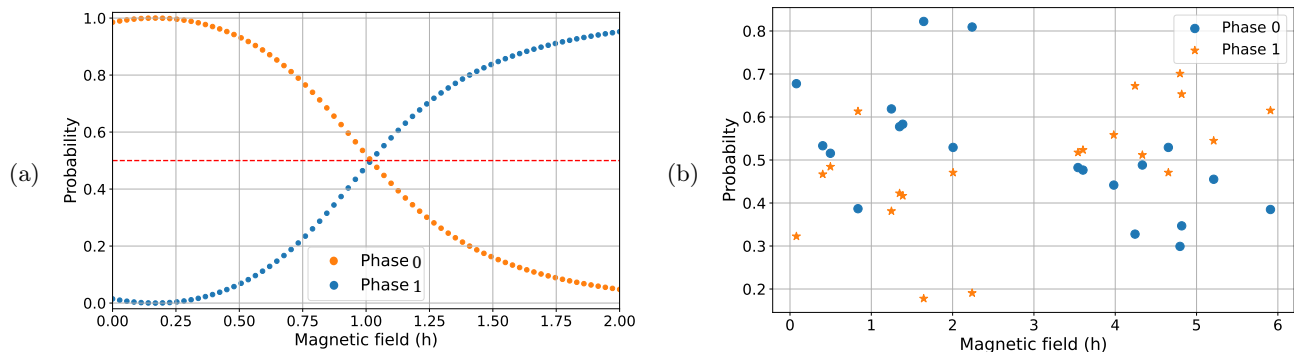 (a)
Probability
1.0
0.8
0.6
0.4
0.2
0.0
Phase 0
Phase 1
0.00 0.25 0.50 0.75 1.00 1.25 1.50 1.75 2.00
Magnetic field (h)
(b)
Probabilty
0.8
0.7
0.6
0.5
0.4
0.3
0.2
Phase 0
Phase 1
0 1 2 3 4 5 6
Magnetic field (h)